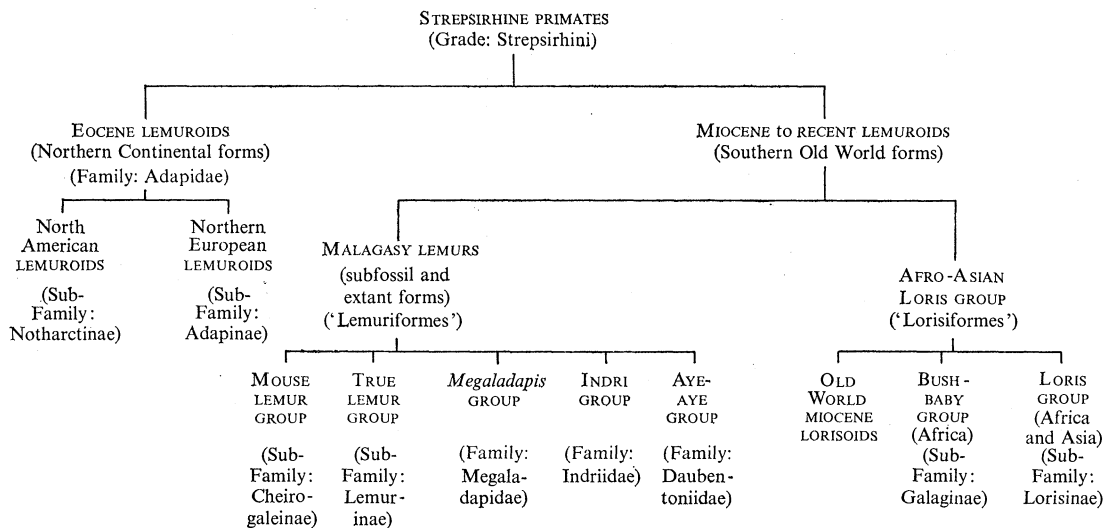 STREPSIRHINE PRIMATES
(Grade: Strepsirhini)
EOCENE LEMUROIDS
(Northern Continental forms)
(Family: Adapidae)
MIOCENE to RECENT LEMUROIDS
(Southern Old World forms)
North
American
LEMUROIDS
(Sub-
Family:
Notharctinae)
Northern
European
LEMUROIDS
(Sub-
Family:
Adapinae)
MALAGASY LEMURS
(subfossil and
extant forms)
('Lemuriformes')
AFRO-ASIAN
LORIS GROUP
('Lorisiformes')
MOUSE
LEMUR
GROUP
(Sub-
Family:
Cheiro-
galeinae)
TRUE
LEMUR
GROUP
(Sub-
Family:
Lemur-
inae)
Megaladapis
GROUP
(Family:
Megala-
dapidae)
INDRI
GROUP
(Family:
Indriidae)
AYE-
AYE
GROUP
(Family:
Dauben-
toniidae)
OLD
WORLD
MIOCENE
LORISOIDS
BUSH-
BABY
GROUP
(Africa)
(Sub-
Family:
Galaginae)
LORIS
GROUP
(Africa
and Asia)
(Sub-
Family:
Lorisinae)